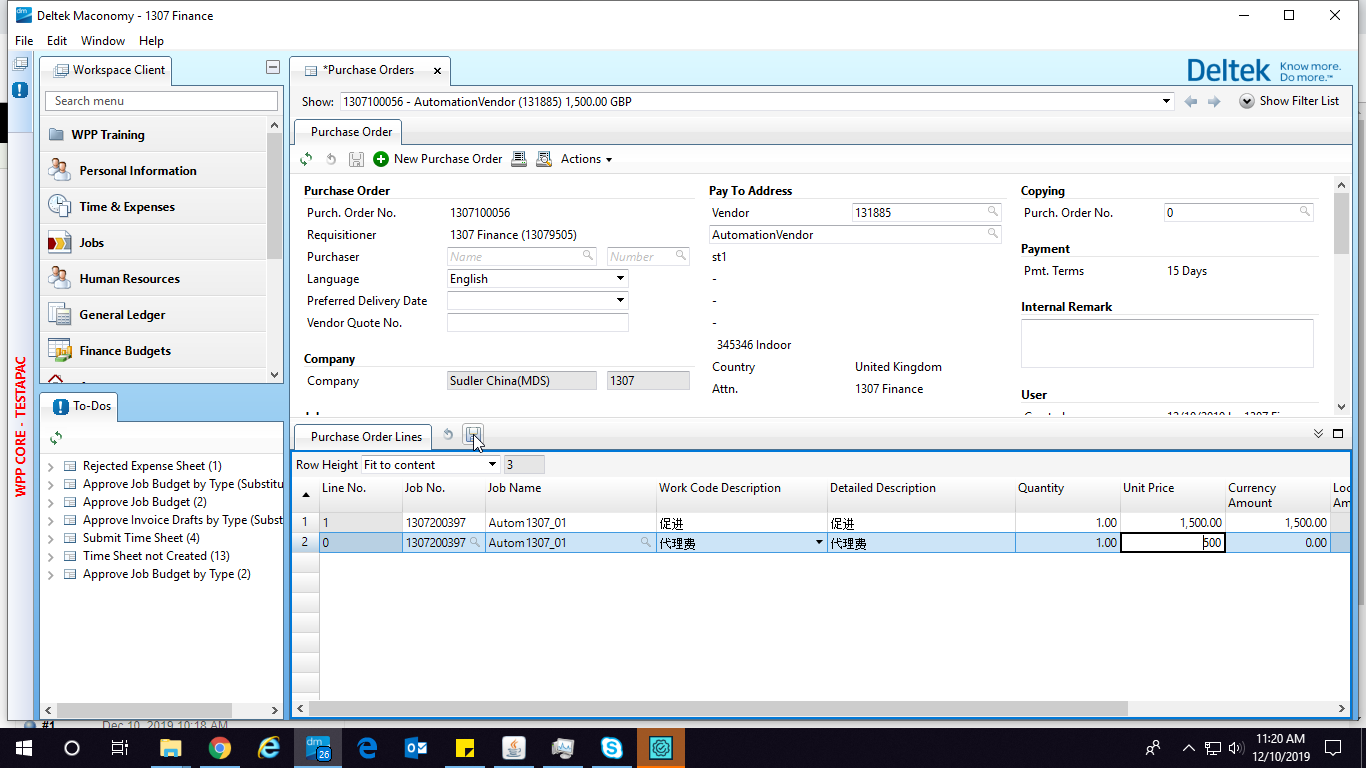 Deltek Maconomy - 1307 Finance
File Edit Window Help
WPP CORE - TESTAPAC
Workspace Client
Search menu
WPP Training
Personal Information
Time & Expenses
Jobs
Human Resources
General Ledger
Finance Budgets
To-Dos
Rejected Expense Sheet (1)
Approve Job Budget by Type (Substitu
Approve Job Budget (2)
Approve Invoice Drafts by Type (Subst
Submit Time Sheet (4)
Time Sheet not Created (13)
Approve Job Budget by Type (2)
*Purchase Orders
Deltek Know more. Do more.™
Show: 1307100056 - AutomationVendor (131885) 1,500.00 GBP
Show Filter List
Purchase Order
New Purchase Order Actions
Purchase Order
Purch. Order No. 1307100056
Requisitioner 1307 Finance (13079505)
Purchaser Name Number
Language English
Preferred Delivery Date
Vendor Quote No.
Company
Company Sudler China(MDS) 1307
Pay To Address
Vendor 131885
AutomationVendor
st1
-
-
-
345346 Indoor
Country United Kingdom
Attn. 1307 Finance
Copying
Purch. Order No. 0
Payment
Pmt. Terms 15 Days
Internal Remark
User
Purchase Order Lines
Row Height Fit to content 3
Line No. Job No. Job Name Work Code Description Detailed Description Quantity Unit Price Currency Amount Loc Am
1 1 1307200397 Autom1307_01 促进 促进 1.00 1,500.00 1,500.00
2 0 1307200397 Autom1307_01 代理费 代理费 1.00 500 0.00
#1 Dec 10, 2019 10:18 AM
dm 26
11:20 AM
12/10/2019